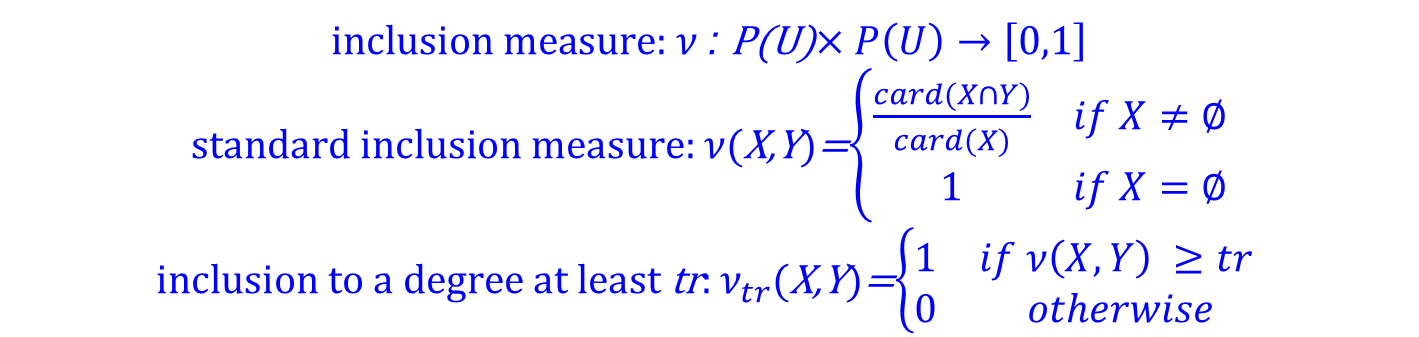 inclusion measure: ν : P(U)× P(U) → [0,1]
standard inclusion measure: ν(X,Y)={ card(X∩Y)/card(X) if X ≠ ∅
1 if X = ∅
inclusion to a degree at least tr: ν_tr(X,Y)={ 1 if ν(X,Y) ≥ tr
0 otherwise